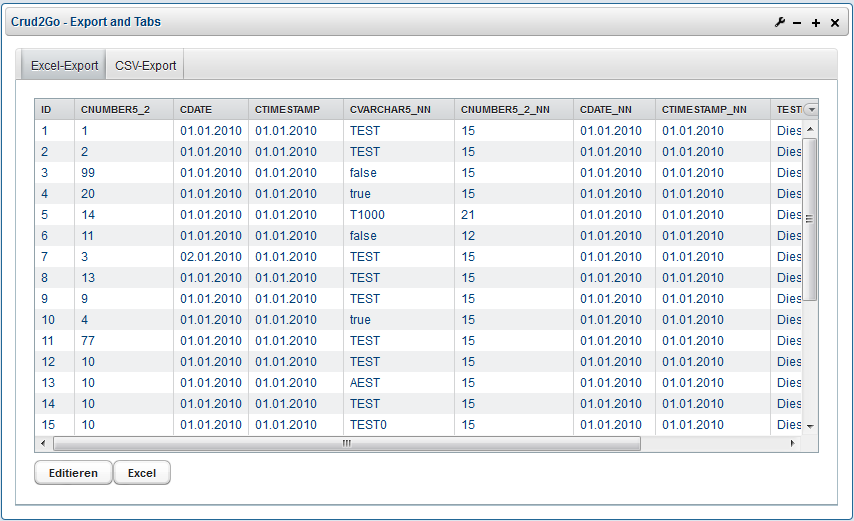 Crud2Go - Export and Tabs
Excel-Export CSV-Export
ID CNUMBER5_2 CDATE CTIMESTAMP CVARCHAR5_NN CNUMBER5_2_NN CDATE_NN CTIMESTAMP_NN TEST
1 1 01.01.2010 01.01.2010 TEST 15 01.01.2010 01.01.2010 Dies
2 2 01.01.2010 01.01.2010 TEST 15 01.01.2010 01.01.2010 Dies
3 99 01.01.2010 01.01.2010 false 15 01.01.2010 01.01.2010 Dies
4 20 01.01.2010 01.01.2010 true 15 01.01.2010 01.01.2010 Dies
5 14 01.01.2010 01.01.2010 T1000 21 01.01.2010 01.01.2010 Dies
6 11 01.01.2010 01.01.2010 false 12 01.01.2010 01.01.2010 Dies
7 3 02.01.2010 01.01.2010 TEST 15 01.01.2010 01.01.2010 Dies
8 13 01.01.2010 01.01.2010 TEST 15 01.01.2010 01.01.2010 Dies
9 9 01.01.2010 01.01.2010 TEST 15 01.01.2010 01.01.2010 Dies
10 4 01.01.2010 01.01.2010 true 15 01.01.2010 01.01.2010 Dies
11 77 01.01.2010 01.01.2010 TEST 15 01.01.2010 01.01.2010 Dies
12 10 01.01.2010 01.01.2010 TEST 15 01.01.2010 01.01.2010 Dies
13 10 01.01.2010 01.01.2010 AEST 15 01.01.2010 01.01.2010 Dies
14 10 01.01.2010 01.01.2010 TEST 15 01.01.2010 01.01.2010 Dies
15 10 01.01.2010 01.01.2010 TEST0 15 01.01.2010 01.01.2010 Dies
Editieren Excel